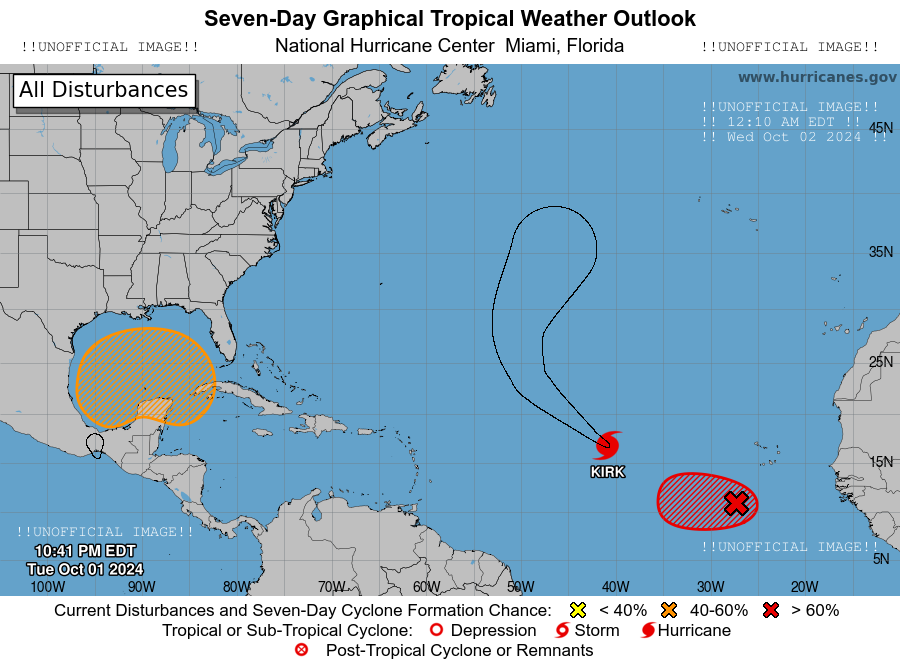 Seven-Day Graphical Tropical Weather Outlook
!!UNOFFICIAL IMAGE!!
National Hurricane Center  Miami, Florida
!!UNOFFICIAL IMAGE!!
All Disturbances
www.hurricanes.gov
!!UNOFFICIAL IMAGE!!
!! 12:10 AM EDT !!
!! Wed Oct 02 2024 !!
45N
35N
25N
KIRK
15N
!!UNOFFICIAL IMAGE!!
10:41 PM EDT
Tue Oct 01 2024
!!UNOFFICIAL IMAGE!!
5N
100W 90W 80W 70W 60W 50W 40W 30W 20W
Current Disturbances and Seven-Day Cyclone Formation Chance: < 40% 40-60% > 60%
Tropical or Sub-Tropical Cyclone: Depression Storm Hurricane
Post-Tropical Cyclone or Remnants